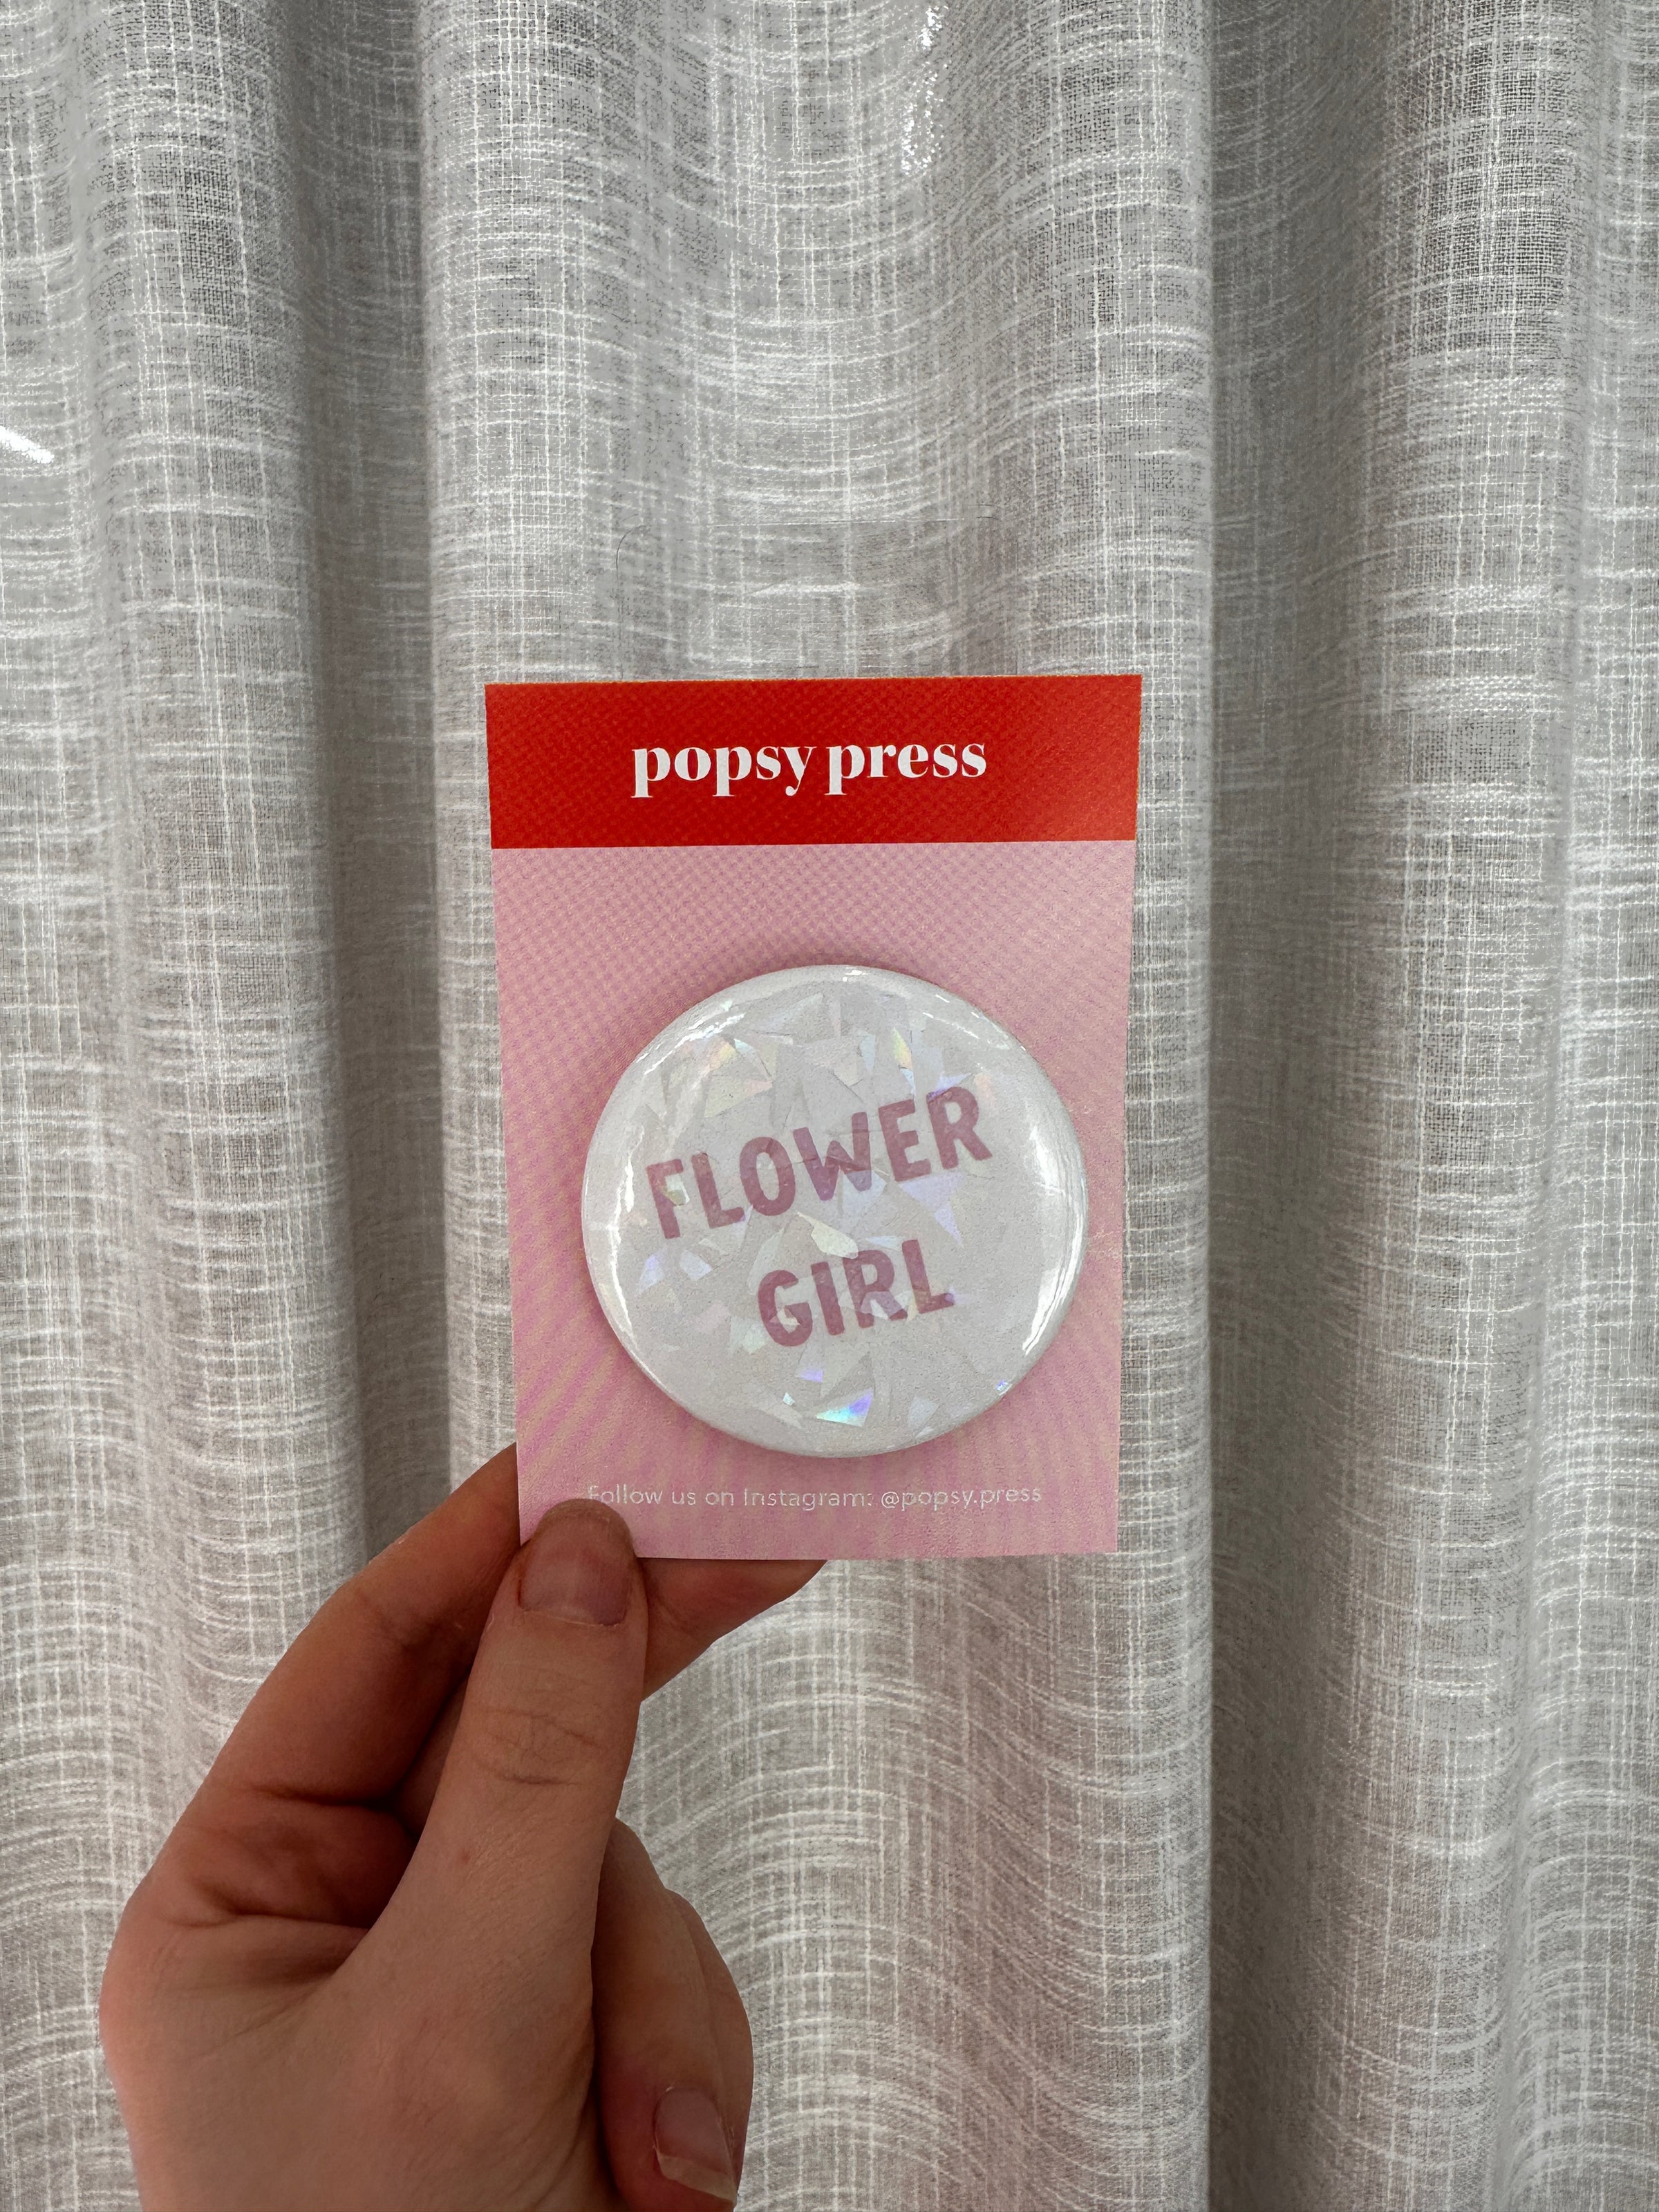 popsy press
FLOWER
GIRL
Follow us on Instagram: @popsy.press